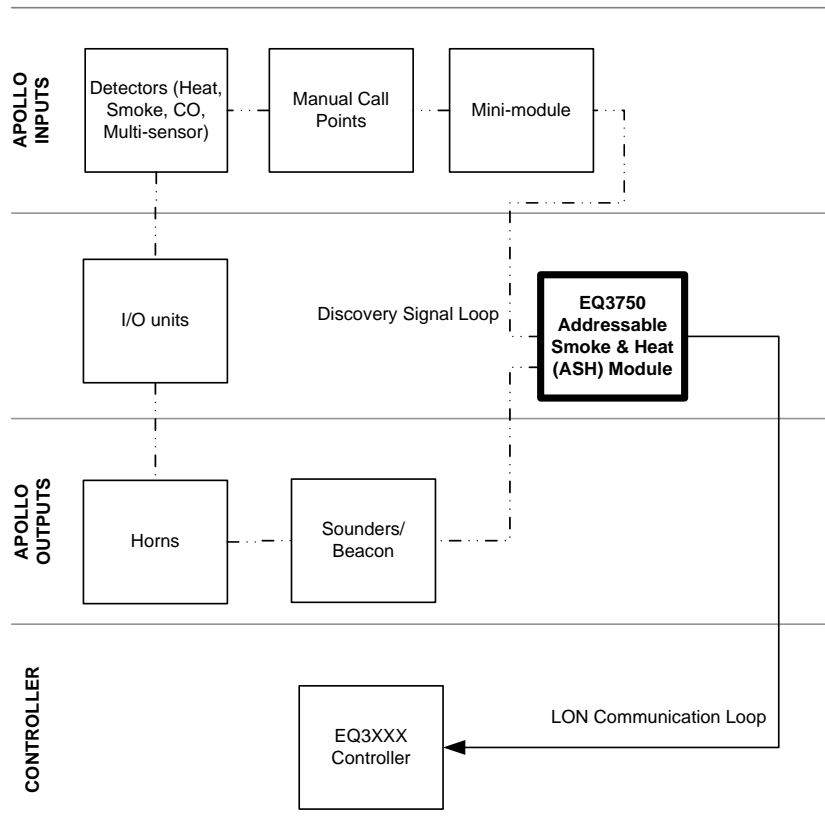 APOLLO
INPUTS
Detectors (Heat,
Smoke, CO,
Multi-sensor)
Manual Call
Points
Mini-module
I/O units
Discovery Signal Loop
EQ3750
Addressable
Smoke & Heat
(ASH) Module
APOLLO
OUTPUTS
Horns
Sounders/
Beacon
CONTROLLER
EQ3XXX
Controller
LON Communication Loop